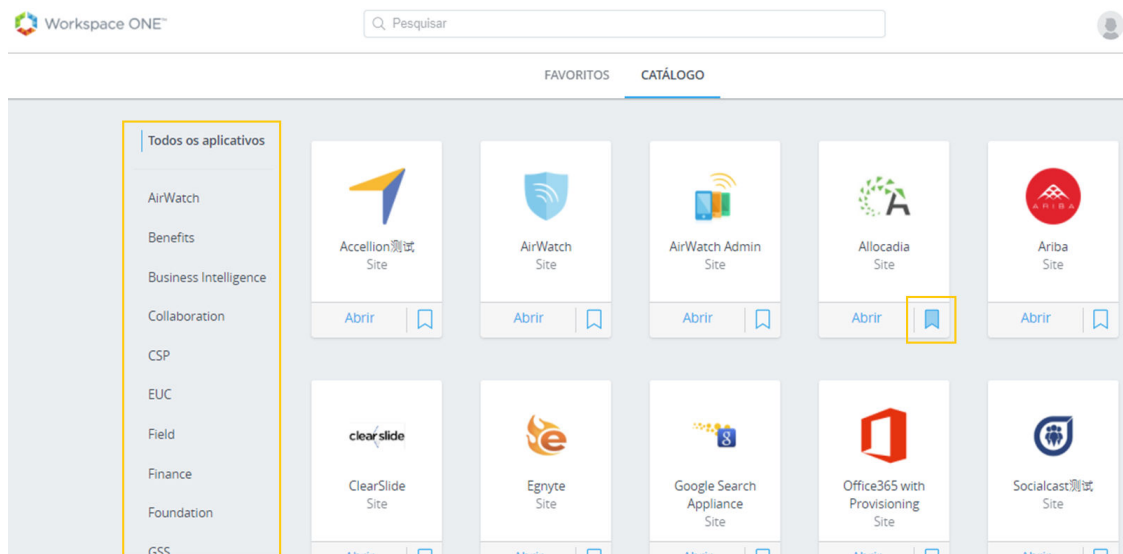 Workspace ONE™
Pesquisar
FAVORITOS CATÁLOGO
Todos os aplicativos
AirWatch
Benefits
Business Intelligence
Collaboration
CSP
EUC
Field
Finance
Foundation
GSS
Accellion测试
Site
Abrir
AirWatch
Site
Abrir
AirWatch Admin
Site
Abrir
A
Allocadia
Site
Abrir
ARIBA
Ariba
Site
Abrir
clearslide
ClearSlide
Site
e
Egnyte
Site
8
Google Search
Appliance
Site
Office365 with
Provisioning
Site
Socialcast测试
Site